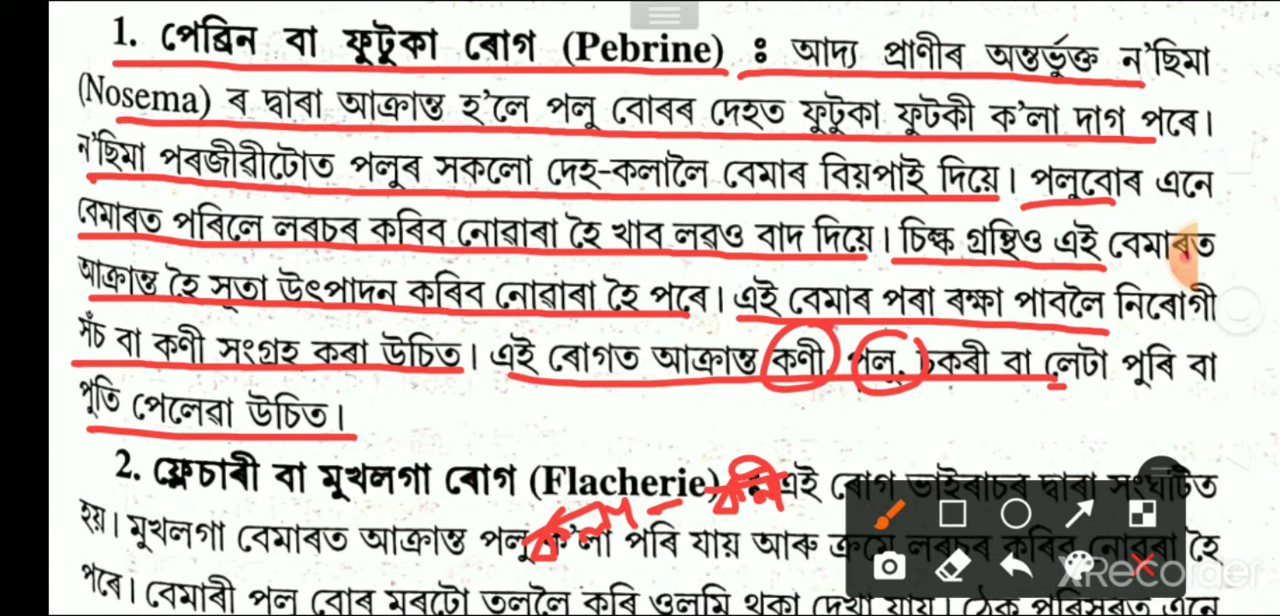 1. পেব্ৰিন বা ফুটুকা ৰোগ (Pebrine) : আদ্য প্ৰাণীৰ অন্তৰ্ভুক্ত ন'ছিমা
(Nosema) ৰ দ্বাৰা আক্ৰান্ত হ'লে পলু বোৰৰ দেহত ফুটুকা ফুটকী ক'লা দাগ পৰে।
ন'ছিমা পৰজীৱীটোত পলুৰ সকলো দেহ-কলালৈ বেমাৰ বিয়পাই দিয়ে। পলুবোৰ এনে
বেমাৰত পৰিলে লৰচৰ কৰিব নোৱাৰা হৈ খাব লৱও বাদ দিয়ে। চিল্ক গ্ৰন্থিও এই বেমাৰত
আক্ৰান্ত হৈ সূতা উৎপাদন কৰিব নোৱাৰা হৈ পৰে। এই বেমাৰ পৰা ৰক্ষা পাবলৈ নিৰোগী
সঁচ বা কণী সংগ্ৰহ কৰা উচিত। এই ৰোগত আক্ৰান্ত কণী, পলু, চকৰী বা লেটা পুৰি বা
পুতি পেলেৱা উচিত।
2. ফ্লেচাৰী বা মুখলগা ৰোগ (Flacherie) এই ৰোগ ভাইৰাচৰ দ্বাৰা সংঘটিত
হয়। মুখলগা বেমাৰত আক্ৰান্ত পলু ক'লা পৰি যায় আৰু ক্ৰমে লৰচৰ কৰিব নোৱৰা হৈ
পৰে। বেমাৰী পলু বোৰ মৰটো তললৈ কৰি ওলমি থকা দেখা যায়।
XRecorder